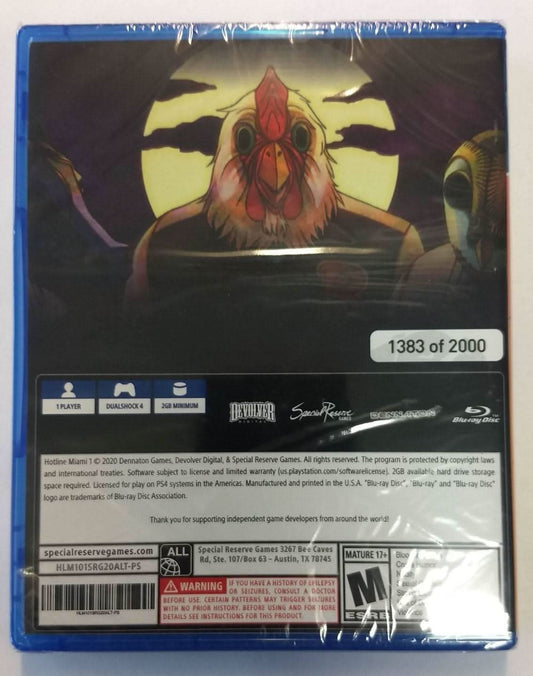 1383 of 2000
1 PLAYER
DUALSHOCK 4
2GB MINIMUM
DEVOLVER
DIGITAL
Special Reserve
GAMES
DENNATON
Blu-ray Disc
Hotline Miami 1 © 2020 Dennaton Games, Devolver Digital, & Special Reserve Games. All rights reserved. The program is protected by copyright laws
and international treaties. Software subject to license and limited warranty (us.playstation.com/softwarelicense). 2GB available hard drive storage
space required. Licensed for play on PS4 systems in the Americas. Manufactured and printed in the U.S.A. "Blu-ray Disc", "Blu-ray" and "Blu-ray Disc"
logo are trademarks of Blu-ray Disc Association.
Thank you for supporting independent game developers from around the world!
specialreservegames.com
HLM1015RG20ALT-P5
HLM1015RG20ALT-P5
ALL
Special Reserve Games 3267 Bee Caves
Rd, Ste. 107/Box 63 – Austin, TX 78745
WARNING IF YOU HAVE A HISTORY OF EPILEPSY
OR SEIZURES, CONSULT A DOCTOR
BEFORE USE. CERTAIN PATTERNS MAY TRIGGER SEIZURES
WITH NO PRIOR HISTORY. BEFORE USING AND FOR MORE
DETAILS SEE INSTRUCTIONS FOR THIS PRODUCT.
MATURE 17+
M
ESRB
Crude Humor